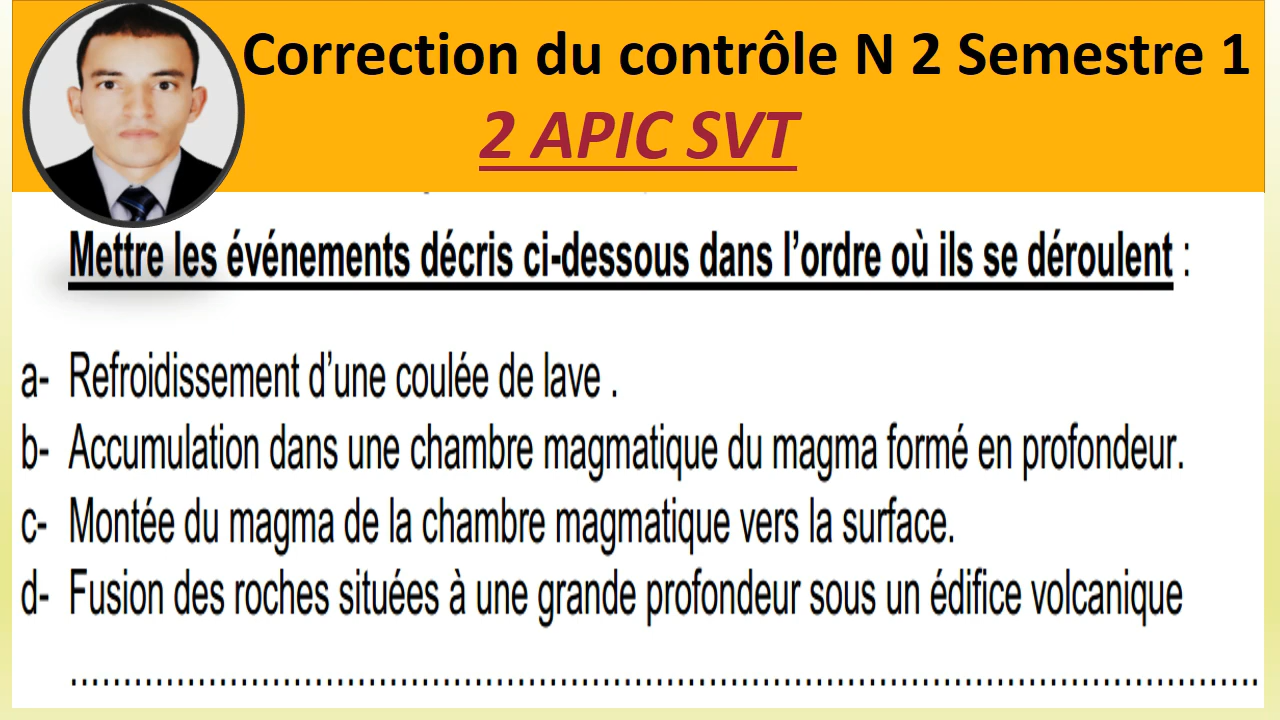 Correction du contrôle N 2 Semestre 1
2 APIC SVT
Mettre les événements décris ci-dessous dans l’ordre où ils se déroulent :
a- Refroidissement d’une coulée de lave .
b- Accumulation dans une chambre magmatique du magma formé en profondeur.
c- Montée du magma de la chambre magmatique vers la surface.
d- Fusion des roches situées à une grande profondeur sous un édifice volcanique
..........................................................................................................